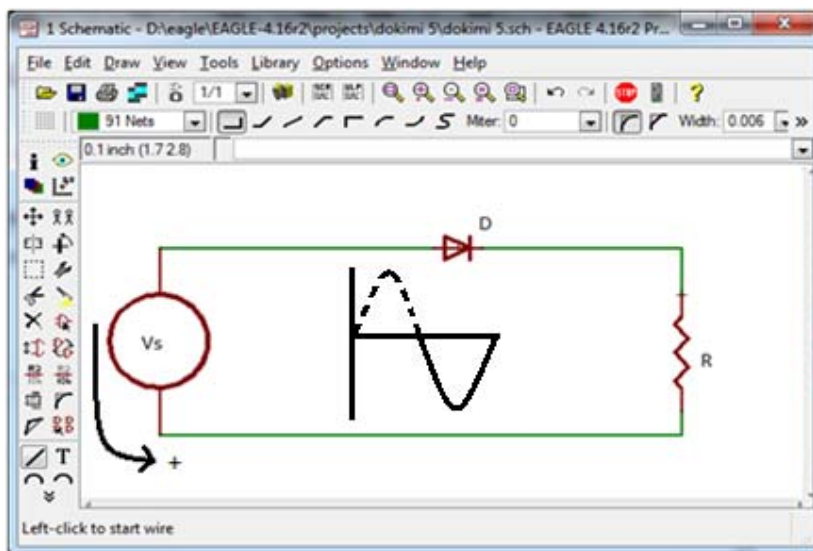 1 Schematic - D:\eagle\EAGLE-4.16r2\projects\dokimi 5\dokimi 5.sch - EAGLE 4.16r2 Pr...
File Edit Draw View Tools Library Options Window Help
1/1 STOP ?
91 Nets Miter: 0 Width: 0.006 »
0.1 inch (1.7 2.8)
D
Vs
R
+
T
Left-click to start wire